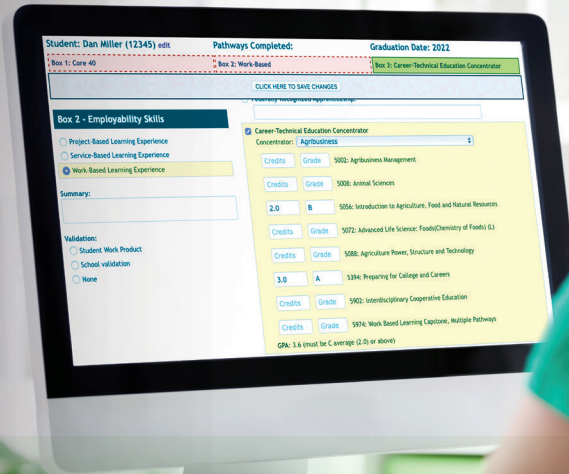 Student: Dan Miller (12345) edit
Pathways Completed:
Graduation Date: 2022
Box 1: Core 40
Box 2: Work-Based
Box 3: Career-Technical Education Concentrator
CLICK HERE TO SAVE CHANGES
Federally Recognized Apprenticeship:
Box 2 - Employability Skills
Project-Based Learning Experience
Service-Based Learning Experience
Work-Based Learning Experience
Summary:
Validation:
Student Work Product
School validation
None
Career-Technical Education Concentrator
Concentrator: Agribusiness
Credits Grade 5002: Agribusiness Management
Credits Grade 5008: Animal Sciences
2.0 B 5056: Introduction to Agriculture, Food and Natural Resources
Credits Grade 5072: Advanced Life Science: Foods(Chemistry of Foods) (L)
Credits Grade 5088: Agriculture Power, Structure and Technology
3.0 A 5394: Preparing for College and Careers
Credits Grade 5902: Interdisciplinary Cooperative Education
Credits Grade 5974: Work Based Learning Capstone, Multiple Pathways
GPA: 3.6 (must be C average (2.0) or above)